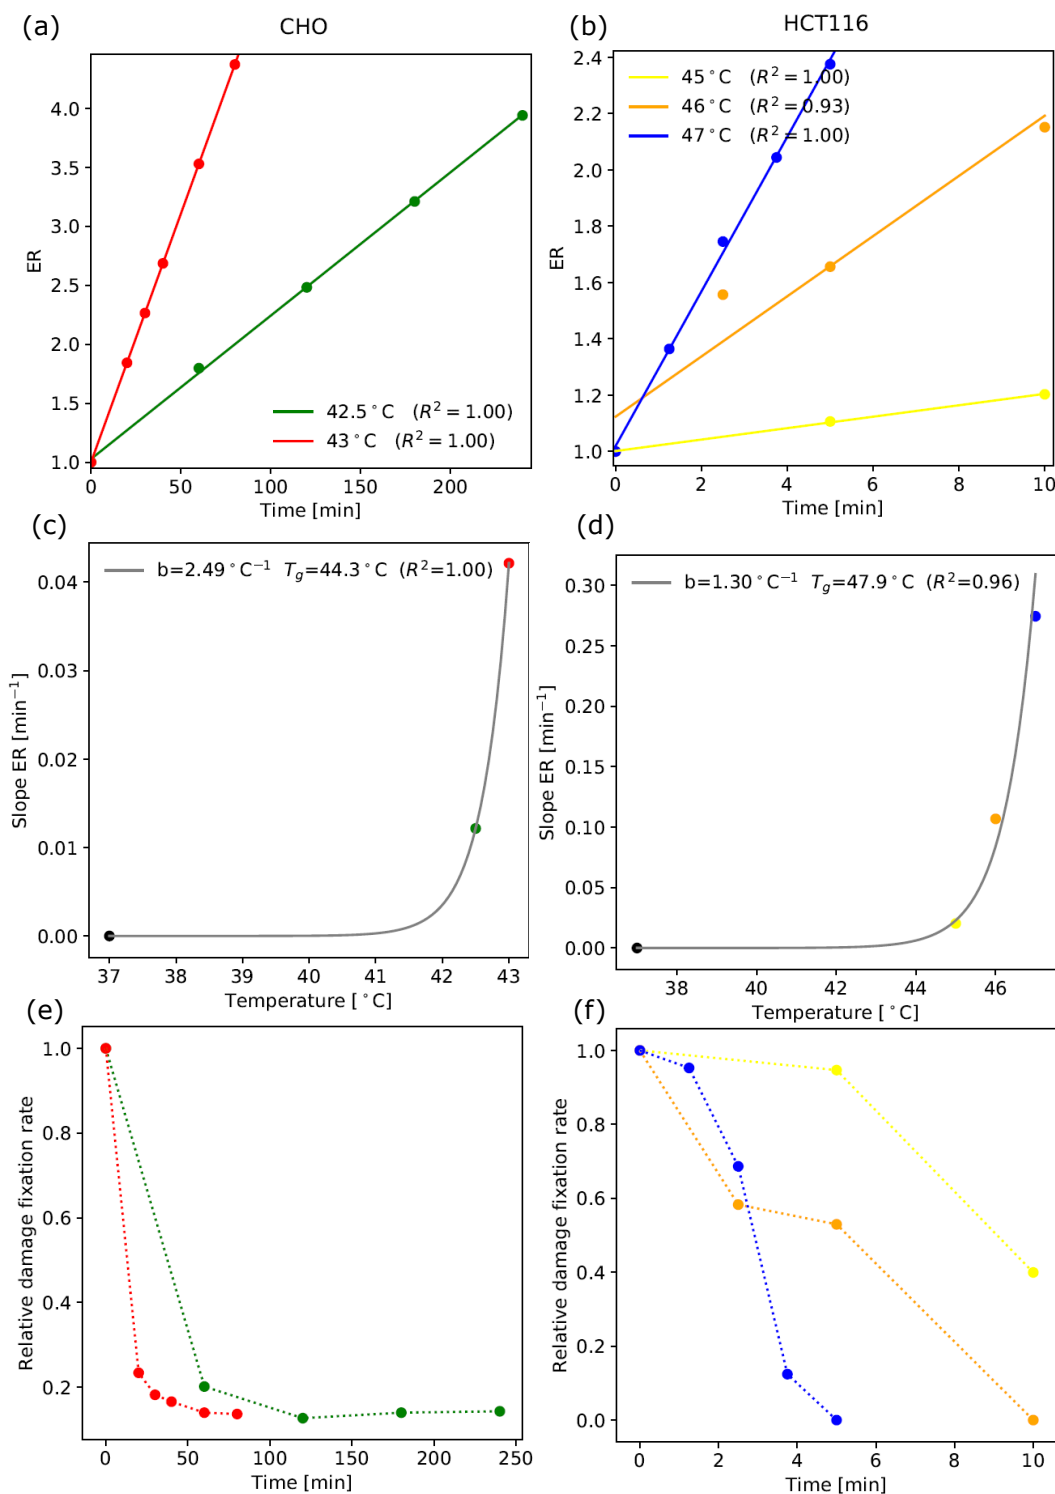 (a) CHO
ER
4.0
3.5
3.0
2.5
2.0
1.5
1.0
42.5°C (R² = 1.00)
43°C (R² = 1.00)
0 50 100 150 200
Time [min]
(b) HCT116
ER
2.4
2.2
2.0
1.8
1.6
1.4
1.2
1.0
45°C (R² = 1.00)
46°C (R² = 0.93)
47°C (R² = 1.00)
0 2 4 6 8 10
Time [min]
(c)
Slope ER [min⁻¹]
b=2.49°C⁻¹ T_g=44.3°C (R²=1.00)
0.04
0.03
0.02
0.01
0.00
37 38 39 40 41 42 43
Temperature [°C]
(d)
Slope ER [min⁻¹]
b=1.30°C⁻¹ T_g=47.9°C (R²=0.96)
0.30
0.25
0.20
0.15
0.10
0.05
0.00
38 40 42 44 46
Temperature [°C]
(e)
Relative damage fixation rate
1.0
0.8
0.6
0.4
0.2
0 50 100 150 200 250
Time [min]
(f)
Relative damage fixation rate
1.0
0.8
0.6
0.4
0.2
0.0
0 2 4 6 8 10
Time [min]